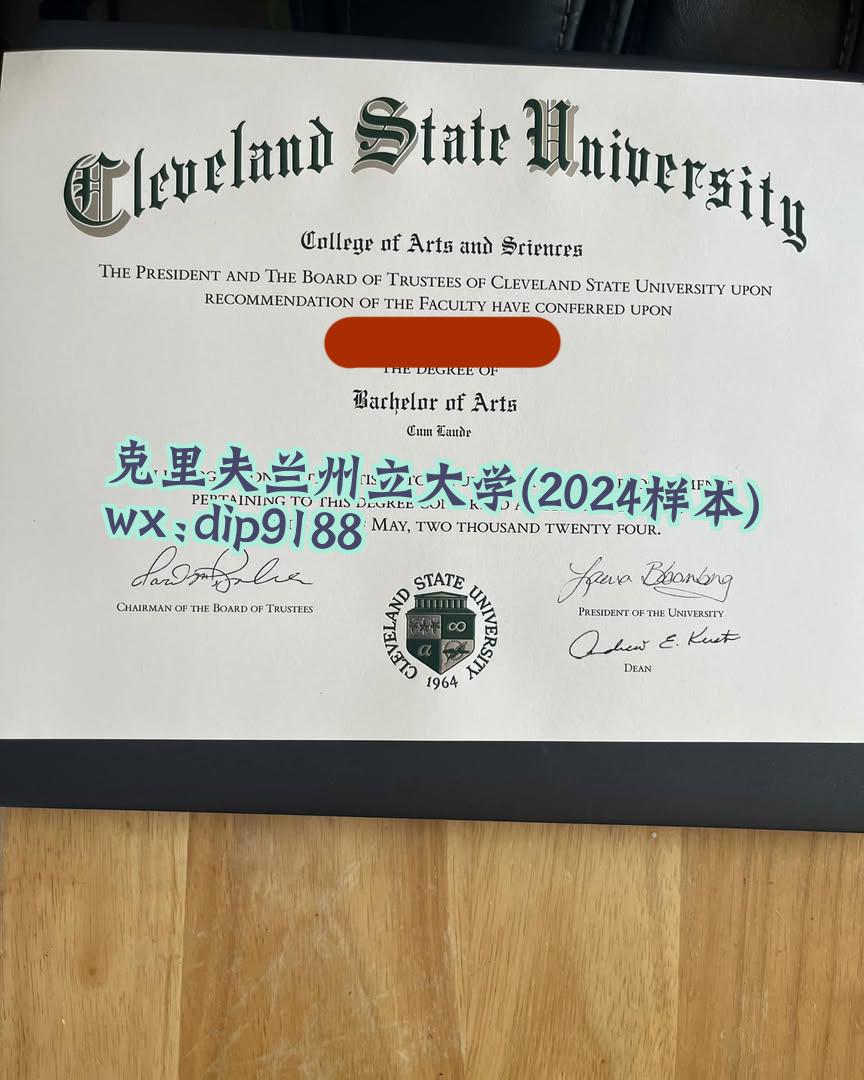 Cleveland State University
College of Arts and Sciences
THE PRESIDENT AND THE BOARD OF TRUSTEES OF CLEVELAND STATE UNIVERSITY UPON
RECOMMENDATION OF THE FACULTY HAVE CONFERRED UPON
THE DEGREE OF
Bachelor of Arts
Cum Laude
克里夫兰州立大学(2024样本)
PERTAINING TO THIS DEGREE
wx:dip9188
MAY, TWO THOUSAND TWENTY FOUR.
CHAIRMAN OF THE BOARD OF TRUSTEES
PRESIDENT OF THE UNIVERSITY
DEAN
CLEVELAND STATE UNIVERSITY
1964